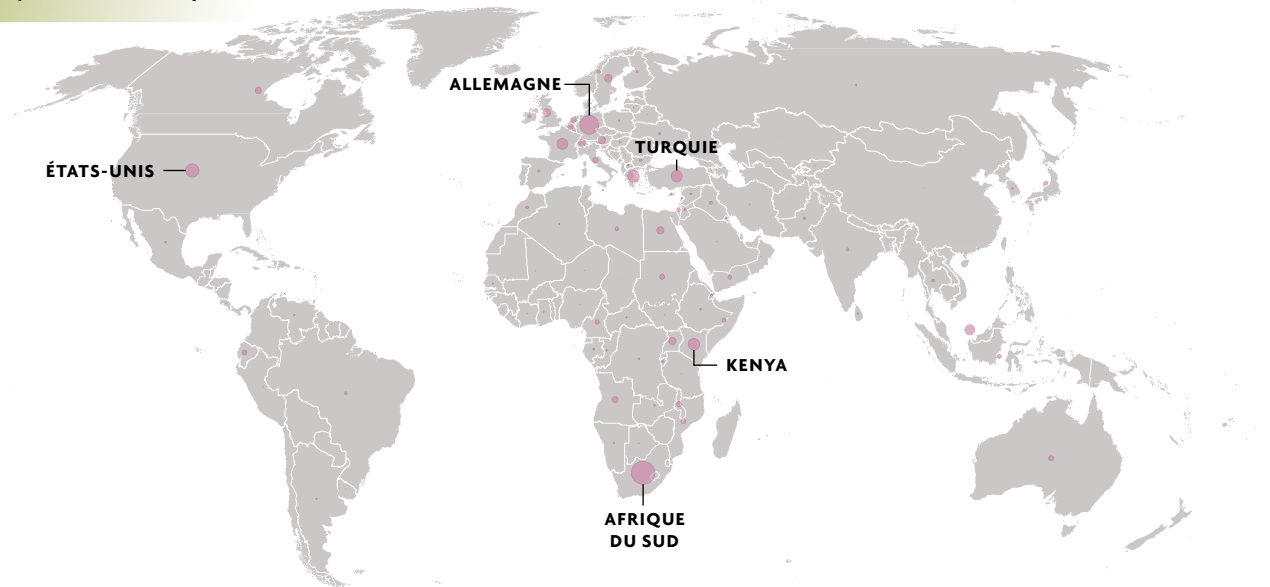 ALLEMAGNE
TURQUIE
ÉTATS-UNIS
KENYA
AFRIQUE
DU SUD